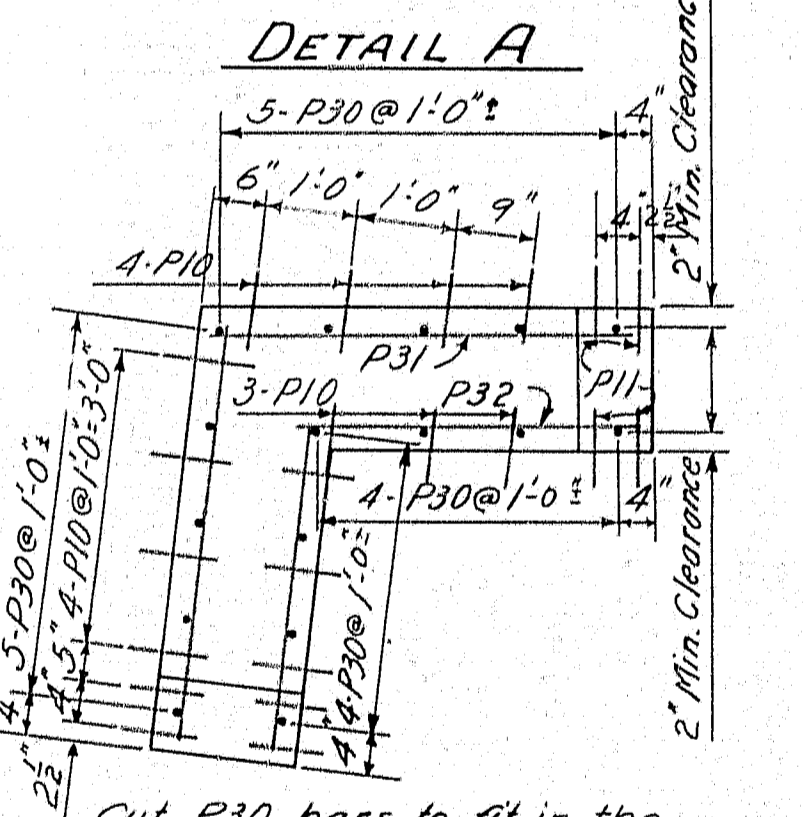 DETAIL A
5-P30 @ 1'-0" ±
4"
6" 1'-0" 1'-0" 9"
4" 2½"
2" Min. Clearance
4-P10
P31
3-P10
P32
P11
4-P30 @ 1'-0" ±
4"
5-P30 @ 1'-0" ±
4-P10 @ 1'-0" = 3'-0"
5"
4"
4
2½"
4-P30 @ 1'-0" ±
4"
2" Min. Clearance
Cut P30 bars to fit in the